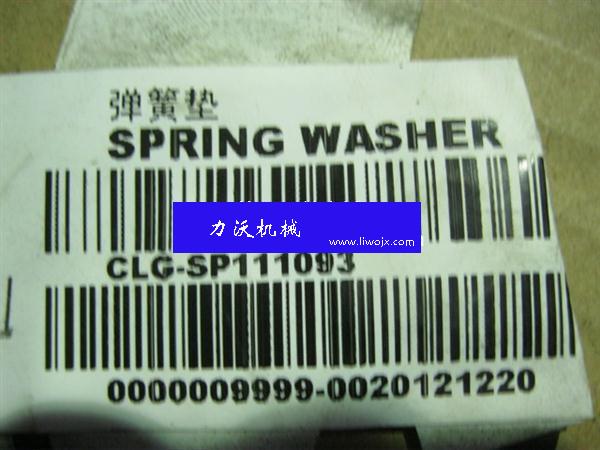 弹簧垫
SPRING WASHER
力沃机械
www.liwojx.com
CLG-SP111093
0000009999-0020121220